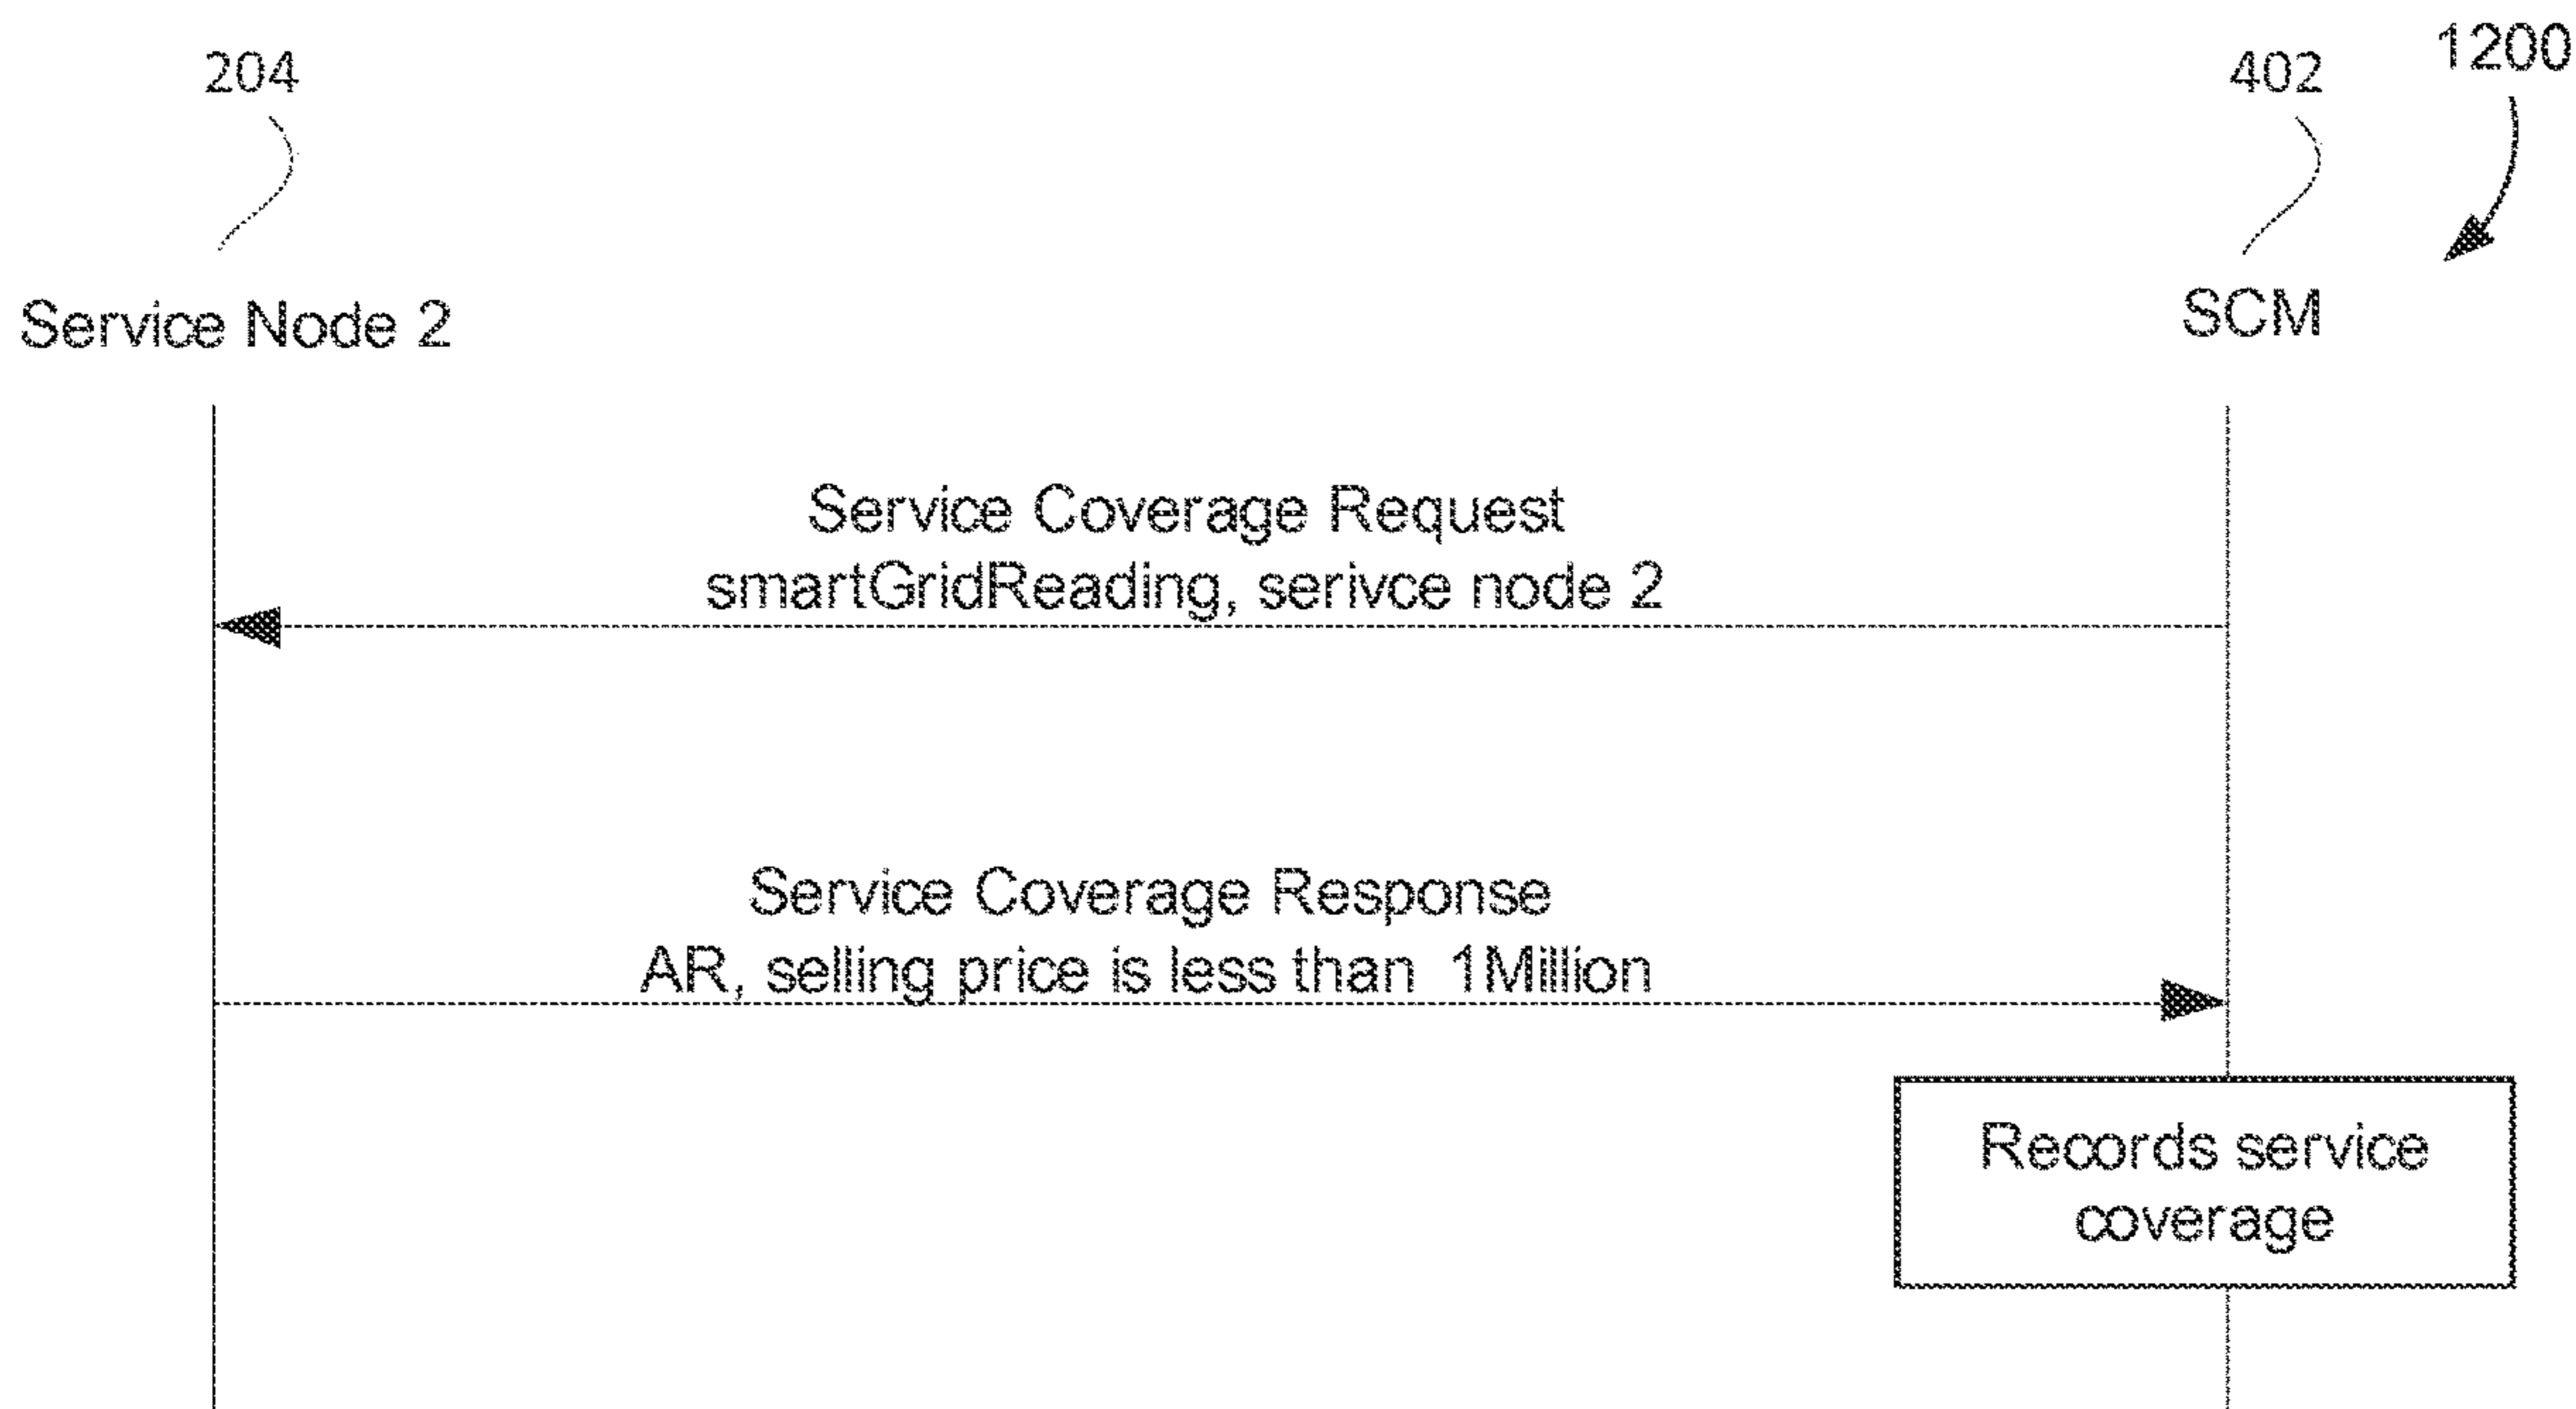 204
402
1200
Service Node 2
SCM
Service Coverage Request
smartGridReading, serivce node 2
Service Coverage Response
AR, selling price is less than 1Million
Records service
coverage